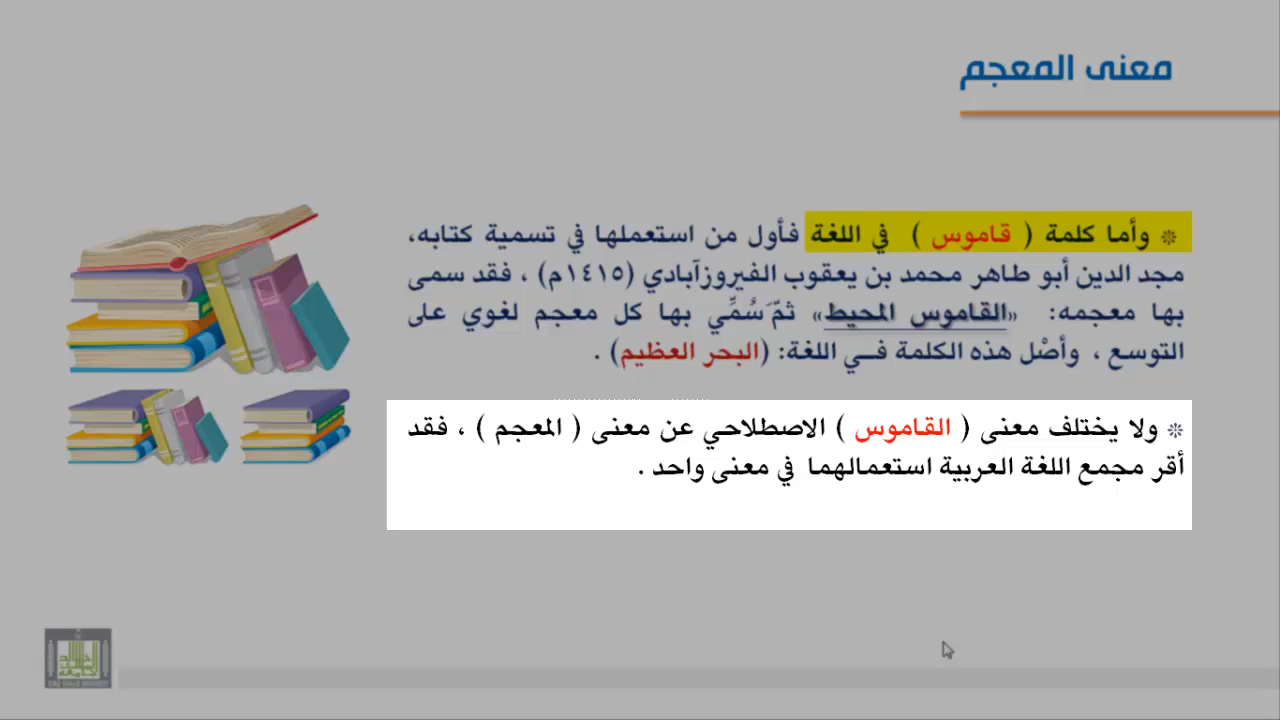 معنى المعجم
❊ وأما كلمة ( قاموس ) في اللغة فأول من استعملها في تسمية كتابه،
مجد الدين أبو طاهر محمد بن يعقوب الفيروزآبادي (١٤١٥م) ، فقد سمى
بها معجمه: «القاموس المحيط» ثمّ سُمِّي بها كل معجم لغوي على
التوسع ، وأصْل هذه الكلمة فـي اللغة: (البحر العظيم) .
❊ ولا يختلف معنى ( القاموس ) الاصطلاحي عن معنى ( المعجم ) ، فقد
أقر مجمع اللغة العربية استعمالهما في معنى واحد .